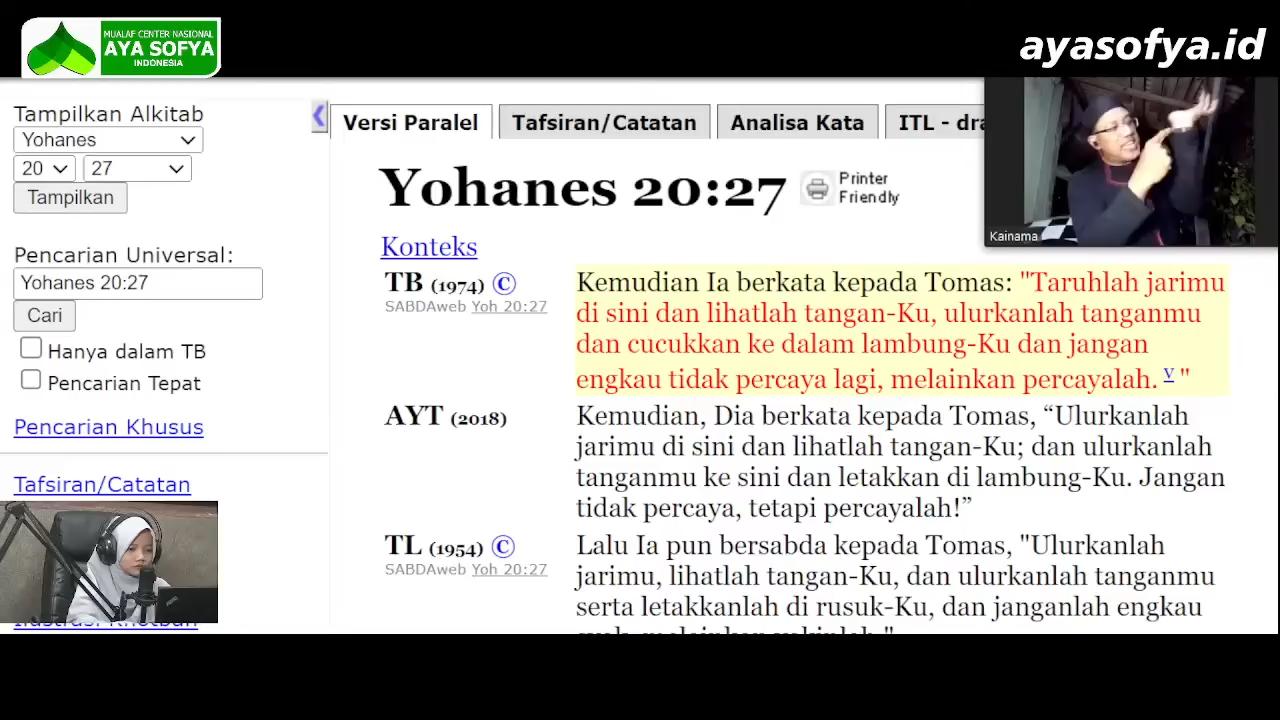 MUALAF CENTER NASIONAL
AYA SOFYA
INDONESIA
ayasofya.id
Tampilkan Alkitab
Yohanes
20 27
Tampilkan
Pencarian Universal:
Yohanes 20:27
Cari
Hanya dalam TB
Pencarian Tepat
Pencarian Khusus
Tafsiran/Catatan
Versi Paralel
Tafsiran/Catatan
Analisa Kata
ITL - dra
Yohanes 20:27
Printer
Friendly
Kainama
Konteks
TB (1974) ©
SABDAweb Yoh 20:27
Kemudian Ia berkata kepada Tomas: "Taruhlah jarimu
di sini dan lihatlah tangan-Ku, ulurkanlah tanganmu
dan cucukkan ke dalam lambung-Ku dan jangan
engkau tidak percaya lagi, melainkan percayalah. v "
AYT (2018)
Kemudian, Dia berkata kepada Tomas, “Ulurkanlah
jarimu di sini dan lihatlah tangan-Ku; dan ulurkanlah
tanganmu ke sini dan letakkan di lambung-Ku. Jangan
tidak percaya, tetapi percayalah!”
TL (1954) ©
SABDAweb Yoh 20:27
Lalu Ia pun bersabda kepada Tomas, "Ulurkanlah
jarimu, lihatlah tangan-Ku, dan ulurkanlah tanganmu
serta letakkanlah di rusuk-Ku, dan janganlah engkau